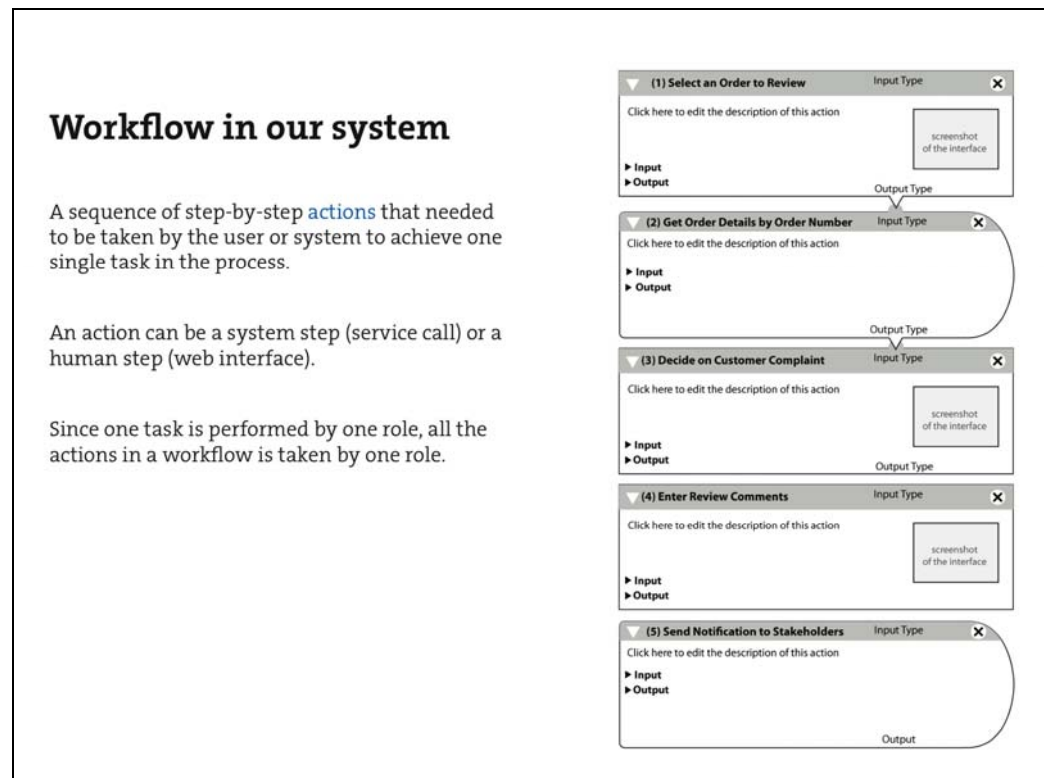 Workflow in our system
A sequence of step-by-step actions that needed
to be taken by the user or system to achieve one
single task in the process.
An action can be a system step (service call) or a
human step (web interface).
Since one task is performed by one role, all the
actions in a workflow is taken by one role.
(1) Select an Order to Review Input Type
Click here to edit the description of this action
screenshot
of the interface
Input
Output
Output Type
(2) Get Order Details by Order Number Input Type
Click here to edit the description of this action
Input
Output
Output Type
(3) Decide on Customer Complaint Input Type
Click here to edit the description of this action
screenshot
of the interface
Input
Output
Output Type
(4) Enter Review Comments Input Type
Click here to edit the description of this action
screenshot
of the interface
Input
Output
(5) Send Notification to Stakeholders Input Type
Click here to edit the description of this action
Input
Output
Output